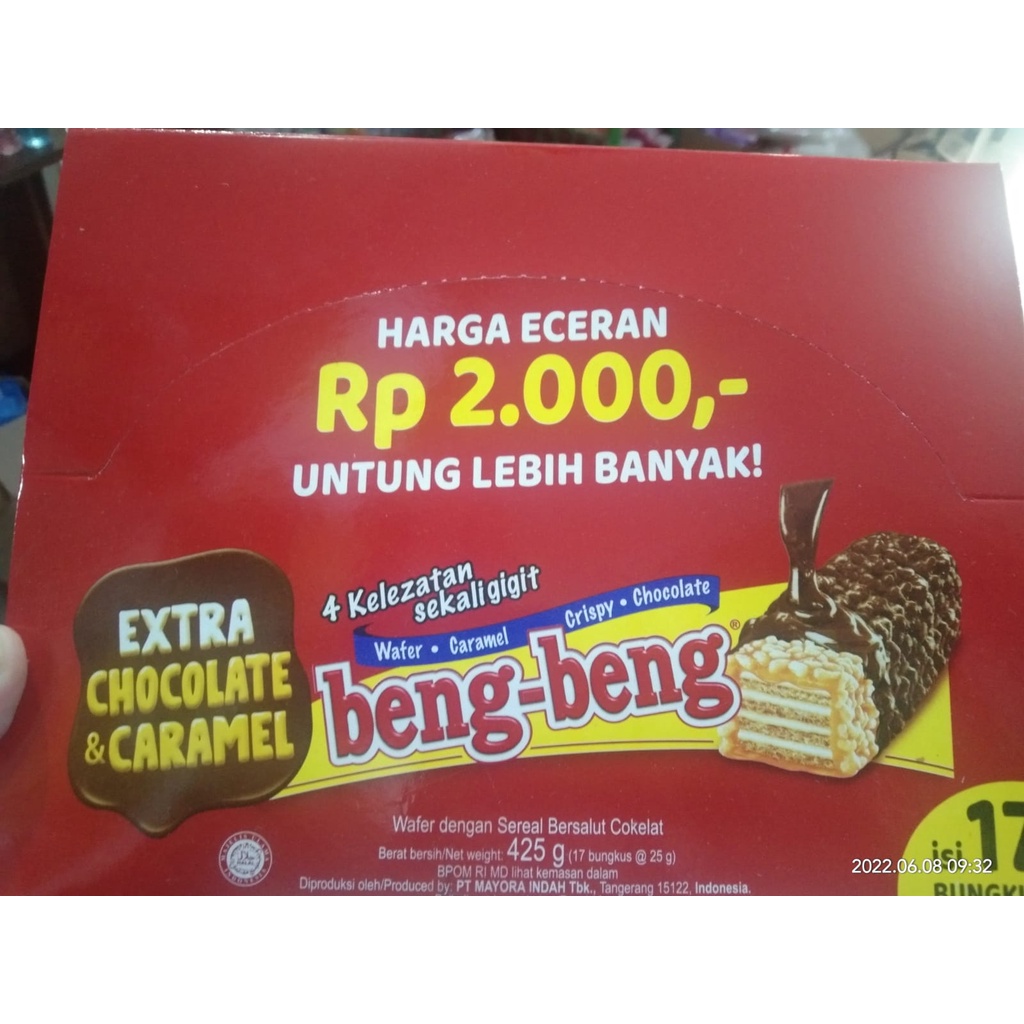 HARGA ECERAN
Rp 2.000,-
UNTUNG LEBIH BANYAK!
4 Kelezatan
sekali gigit
Wafer • Caramel
Crispy • Chocolate
beng-beng®
EXTRA
CHOCOLATE
& CARAMEL
Wafer dengan Sereal Bersalut Cokelat
Berat bersih/Net weight: 425 g (17 bungkus @ 25 g)
BPOM RI MD lihat kemasan dalam
Diproduksi oleh/Produced by: PT MAYORA INDAH Tbk., Tangerang 15122, Indonesia.
isi 17
2022.06.08 09:32